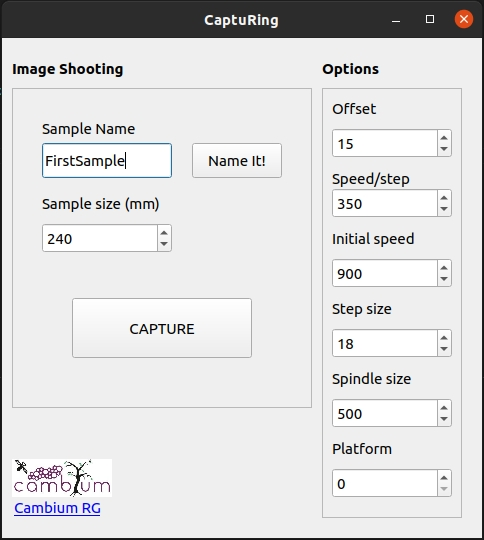 CaptuRing
Image Shooting
Sample Name
FirstSample
Name It!
Sample size (mm)
240
CAPTURE
cambium
Cambium RG
Options
Offset
15
Speed/step
350
Initial speed
900
Step size
18
Spindle size
500
Platform
0